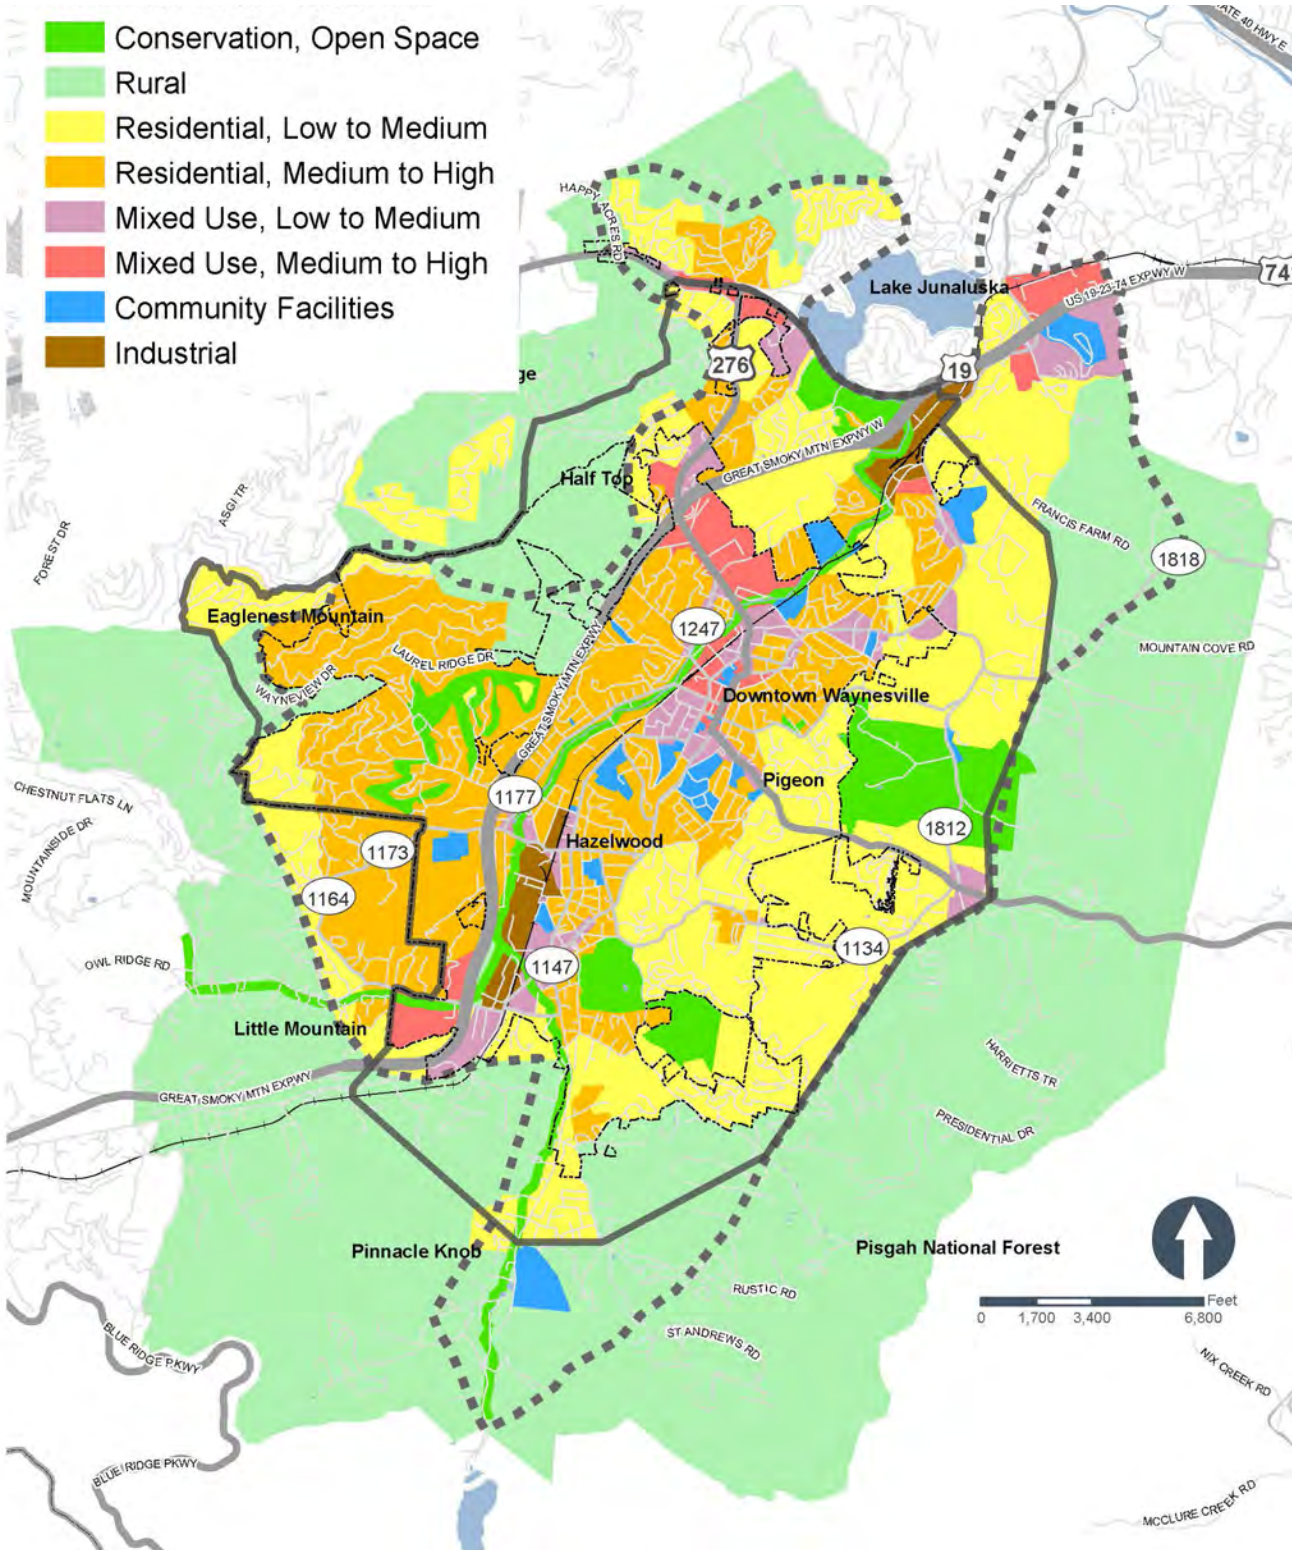 Conservation, Open Space
Rural
Residential, Low to Medium
Residential, Medium to High
Mixed Use, Low to Medium
Mixed Use, Medium to High
Community Facilities
Industrial
ATE 40 HWY E
HAPPY ACRES RD
Lake Junaluska
US 19-23-74 EXPWY W
74
276
19
ge
GREAT SMOKY MTN EXPWY W
Half Top
ASGI TR
FOREST DR
FRANCIS FARM RD
1818
Eaglenest Mountain
1247
MOUNTAIN COVE RD
LAUREL RIDGE DR
WAYNEVIEW DR
GREAT SMOKY MTN EXPWY
Downtown Waynesville
CHESTNUT FLATS LN
MOUNTAINSIDE DR
Pigeon
1177
1812
Hazelwood
1173
1164
1134
1147
OWL RIDGE RD
Little Mountain
GREAT SMOKY MTN EXPWY
HARRIETTS TR
PRESIDENTIAL DR
Pinnacle Knob
Pisgah National Forest
RUSTIC RD
Feet
0 1,700 3,400 6,800
ST ANDREWS RD
BLUE RIDGE PKWY
NIX CREEK RD
BLUE RIDGE PKWY
MCCLURE CREEK RD